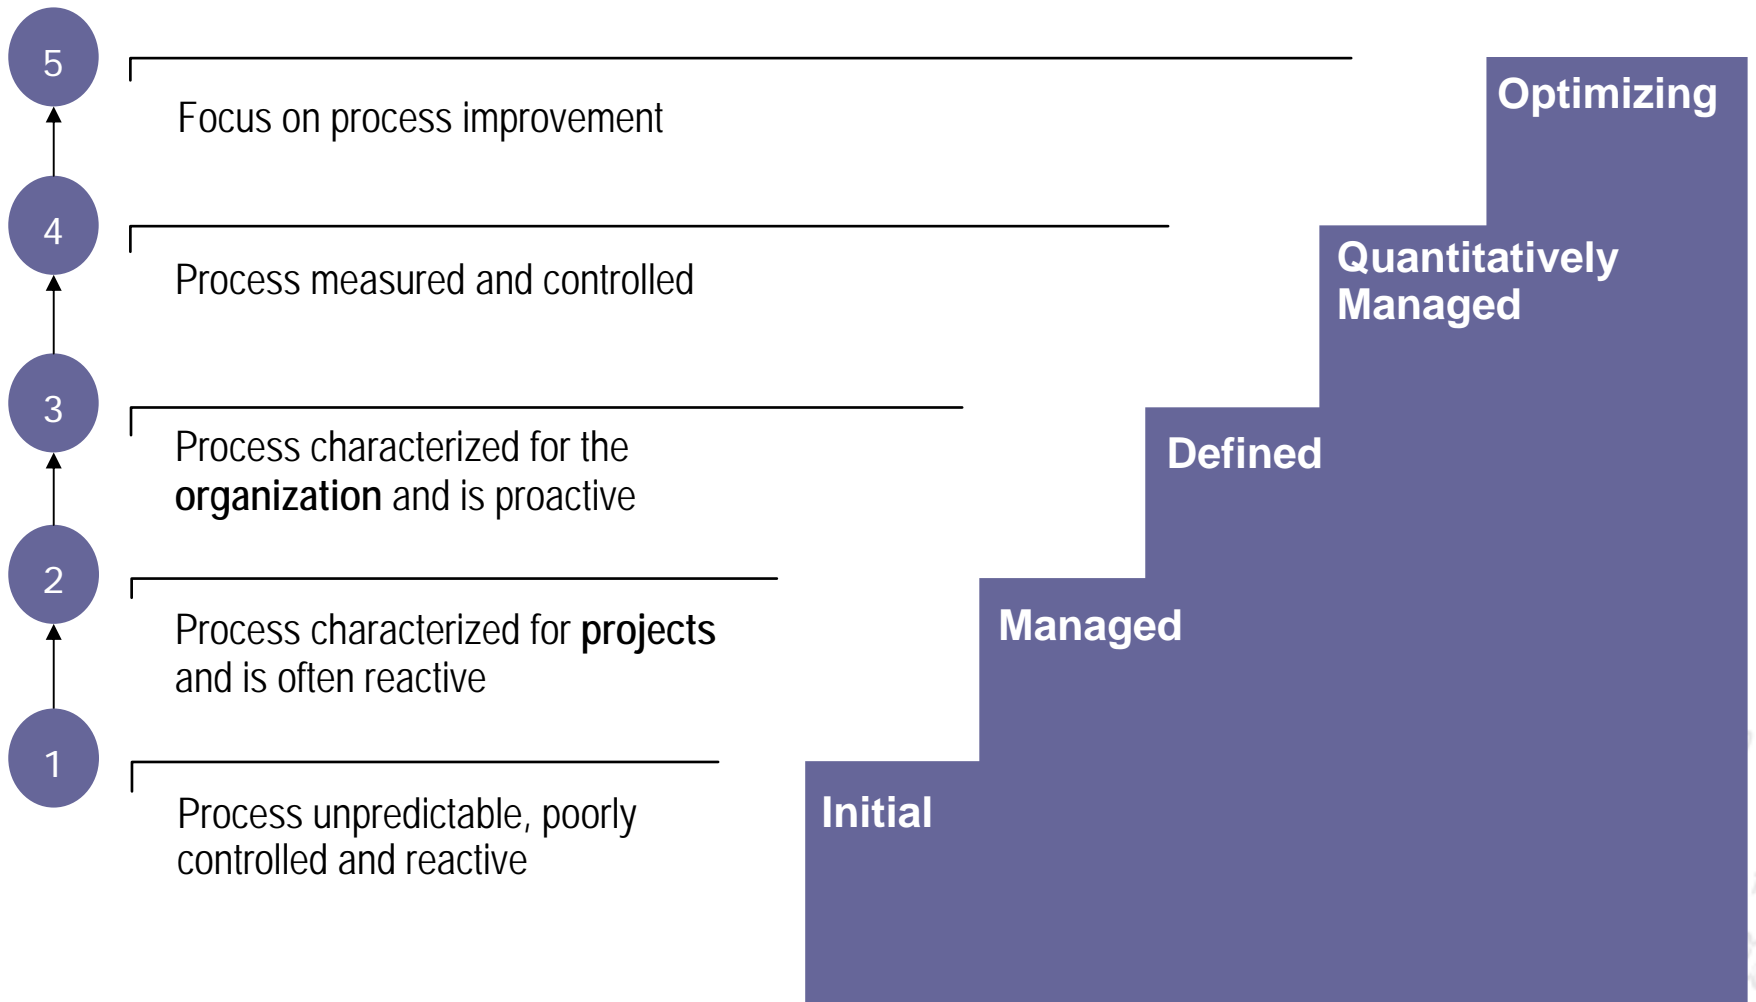 5
Focus on process improvement
Optimizing
4
Process measured and controlled
Quantitatively
Managed
3
Process characterized for the
organization and is proactive
Defined
2
Process characterized for projects
and is often reactive
Managed
1
Process unpredictable, poorly
controlled and reactive
Initial